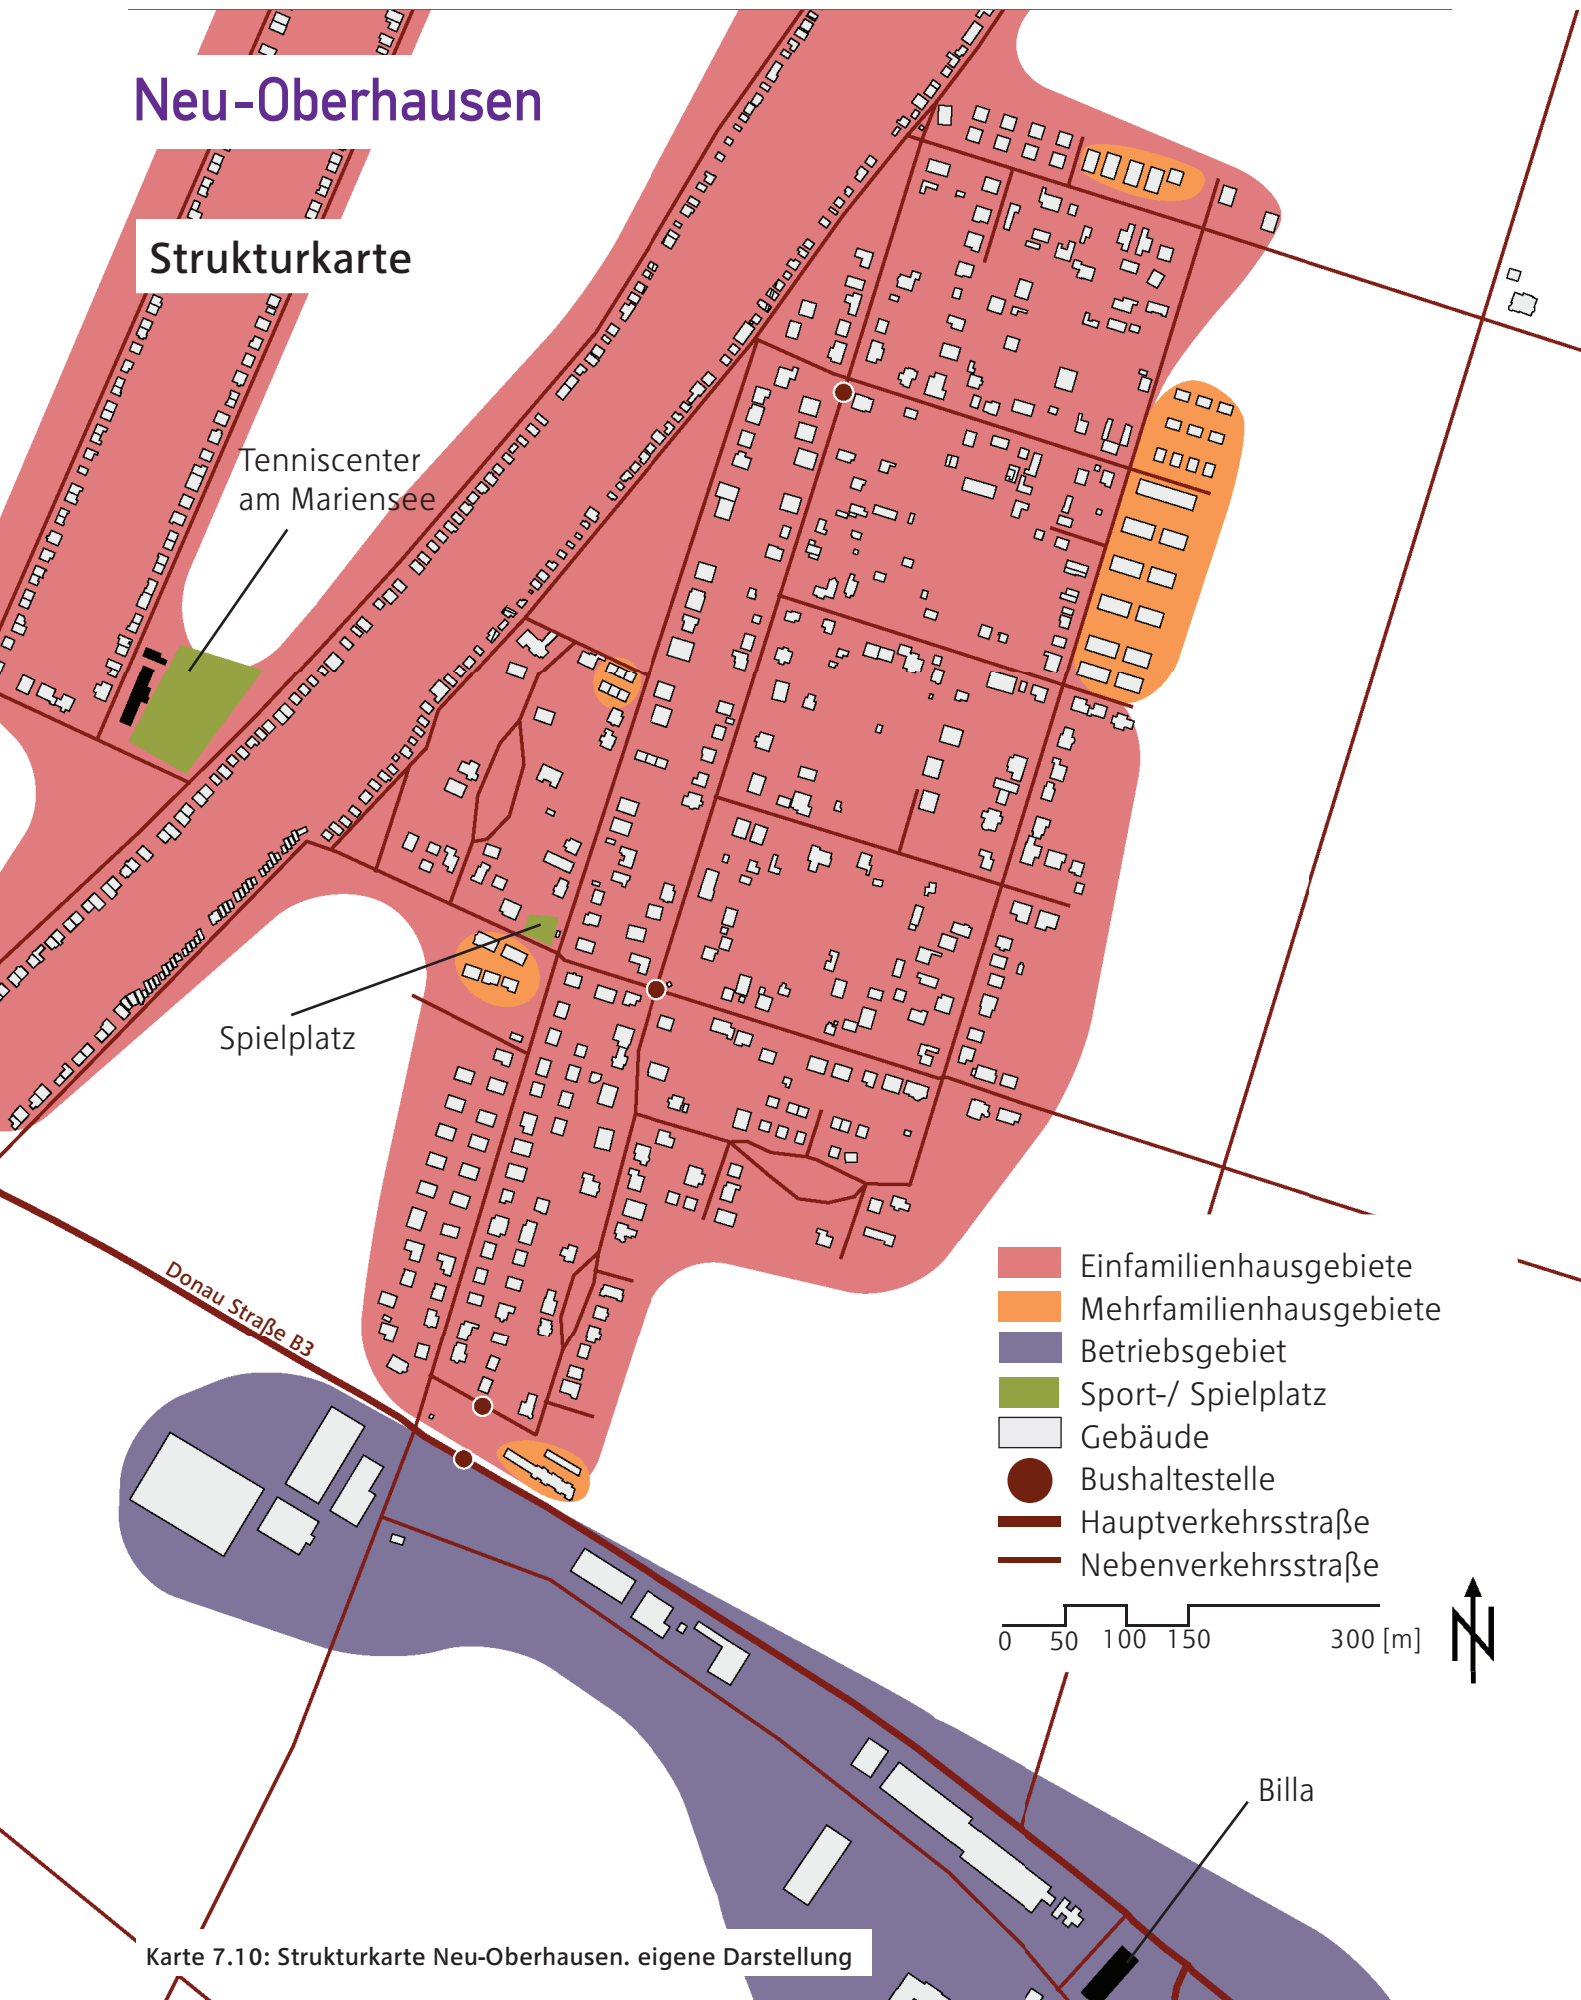 Neu-Oberhausen
Strukturkarte
Tenniscenter
am Mariensee
Spielplatz
Donau Straße B3
Einfamilienhausgebiete
Mehrfamilienhausgebiete
Betriebsgebiet
Sport-/ Spielplatz
Gebäude
Bushaltestelle
Hauptverkehrsstraße
Nebenverkehrsstraße
0 50 100 150 300 [m]
N
Billa
Karte 7.10: Strukturkarte Neu-Oberhausen. eigene Darstellung